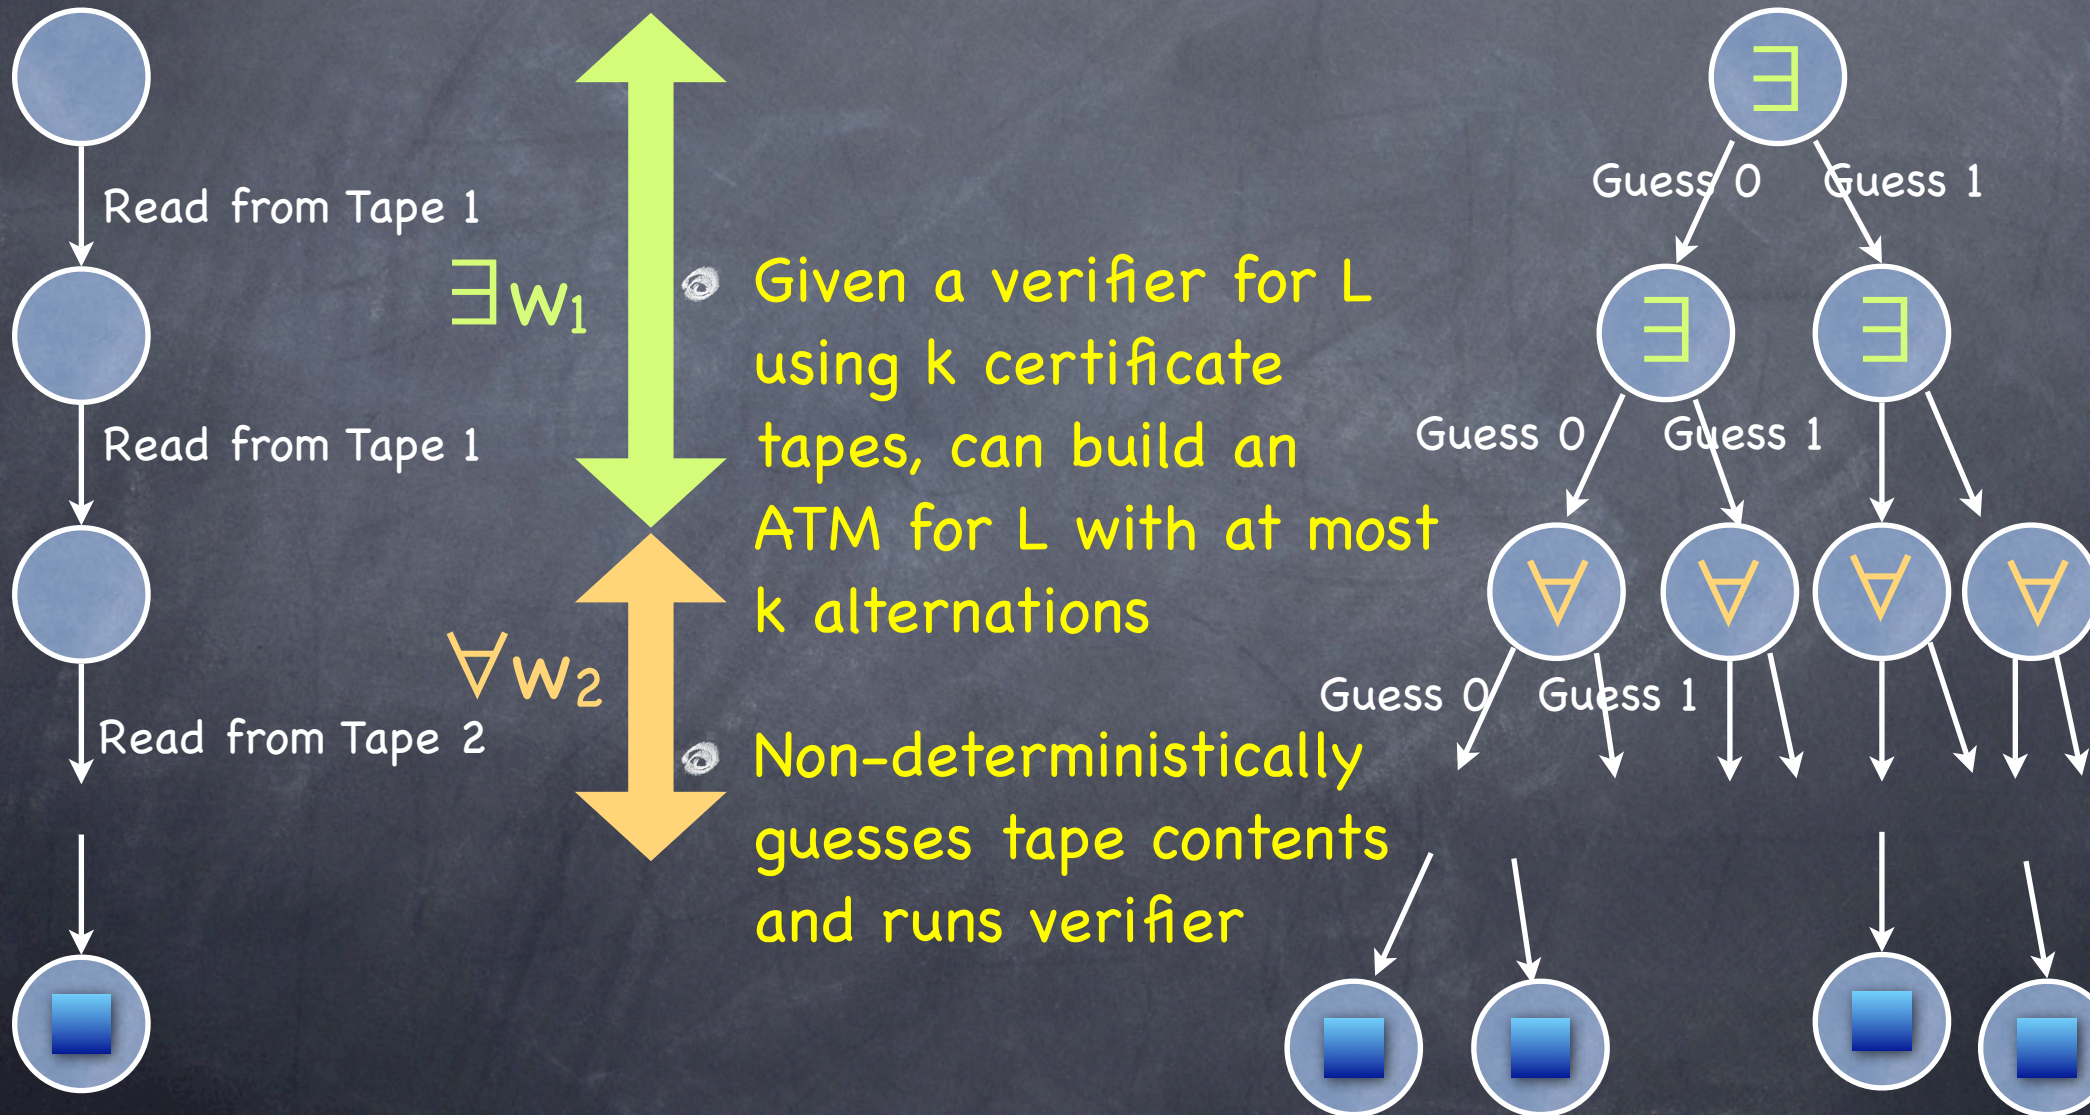 Read from Tape 1
Read from Tape 1
Read from Tape 2
∃w₁
∀w₂
Given a verifier for L
using k certificate
tapes, can build an
ATM for L with at most
k alternations
Non-deterministically
guesses tape contents
and runs verifier
∃
Guess 0 Guess 1
∃ ∃
Guess 0 Guess 1
∀ ∀ ∀ ∀
Guess 0 Guess 1